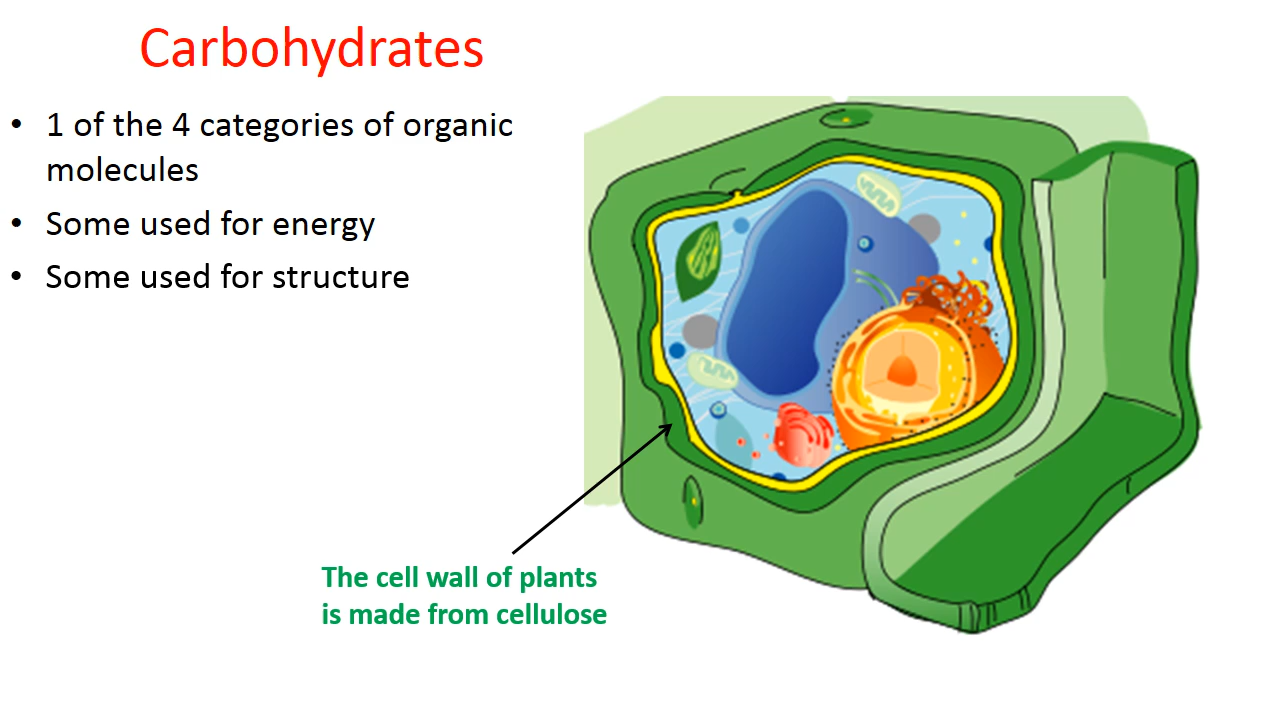 Carbohydrates
• 1 of the 4 categories of organic
molecules
• Some used for energy
• Some used for structure
The cell wall of plants
is made from cellulose